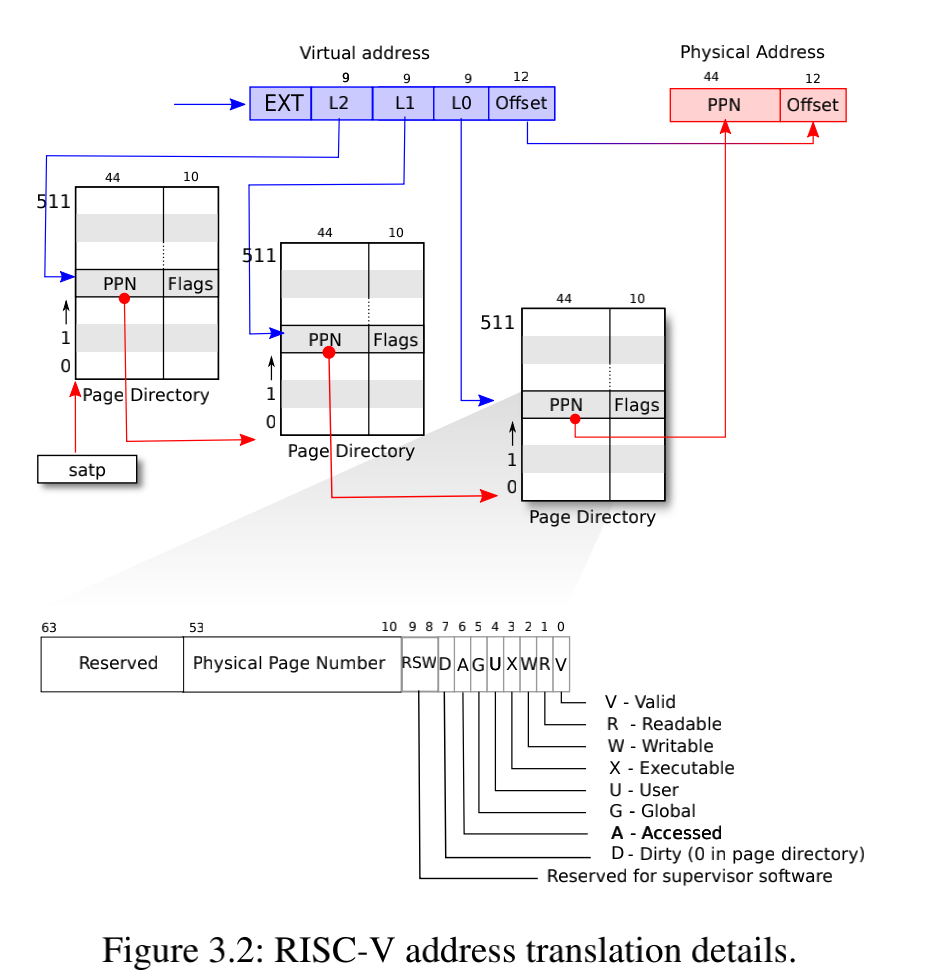 Virtual address
Physical Address
9 9 9 12
44 12
EXT L2 L1 L0 Offset
PPN Offset
44 10
511
PPN Flags
1
0
Page Directory
satp
44 10
511
PPN Flags
1
0
Page Directory
44 10
511
PPN Flags
1
0
Page Directory
63 53 10 9 8 7 6 5 4 3 2 1 0
Reserved Physical Page Number RSW D A G U X W R V
V - Valid
R - Readable
W - Writable
X - Executable
U - User
G - Global
A - Accessed
D - Dirty (0 in page directory)
Reserved for supervisor software
Figure 3.2: RISC-V address translation details.